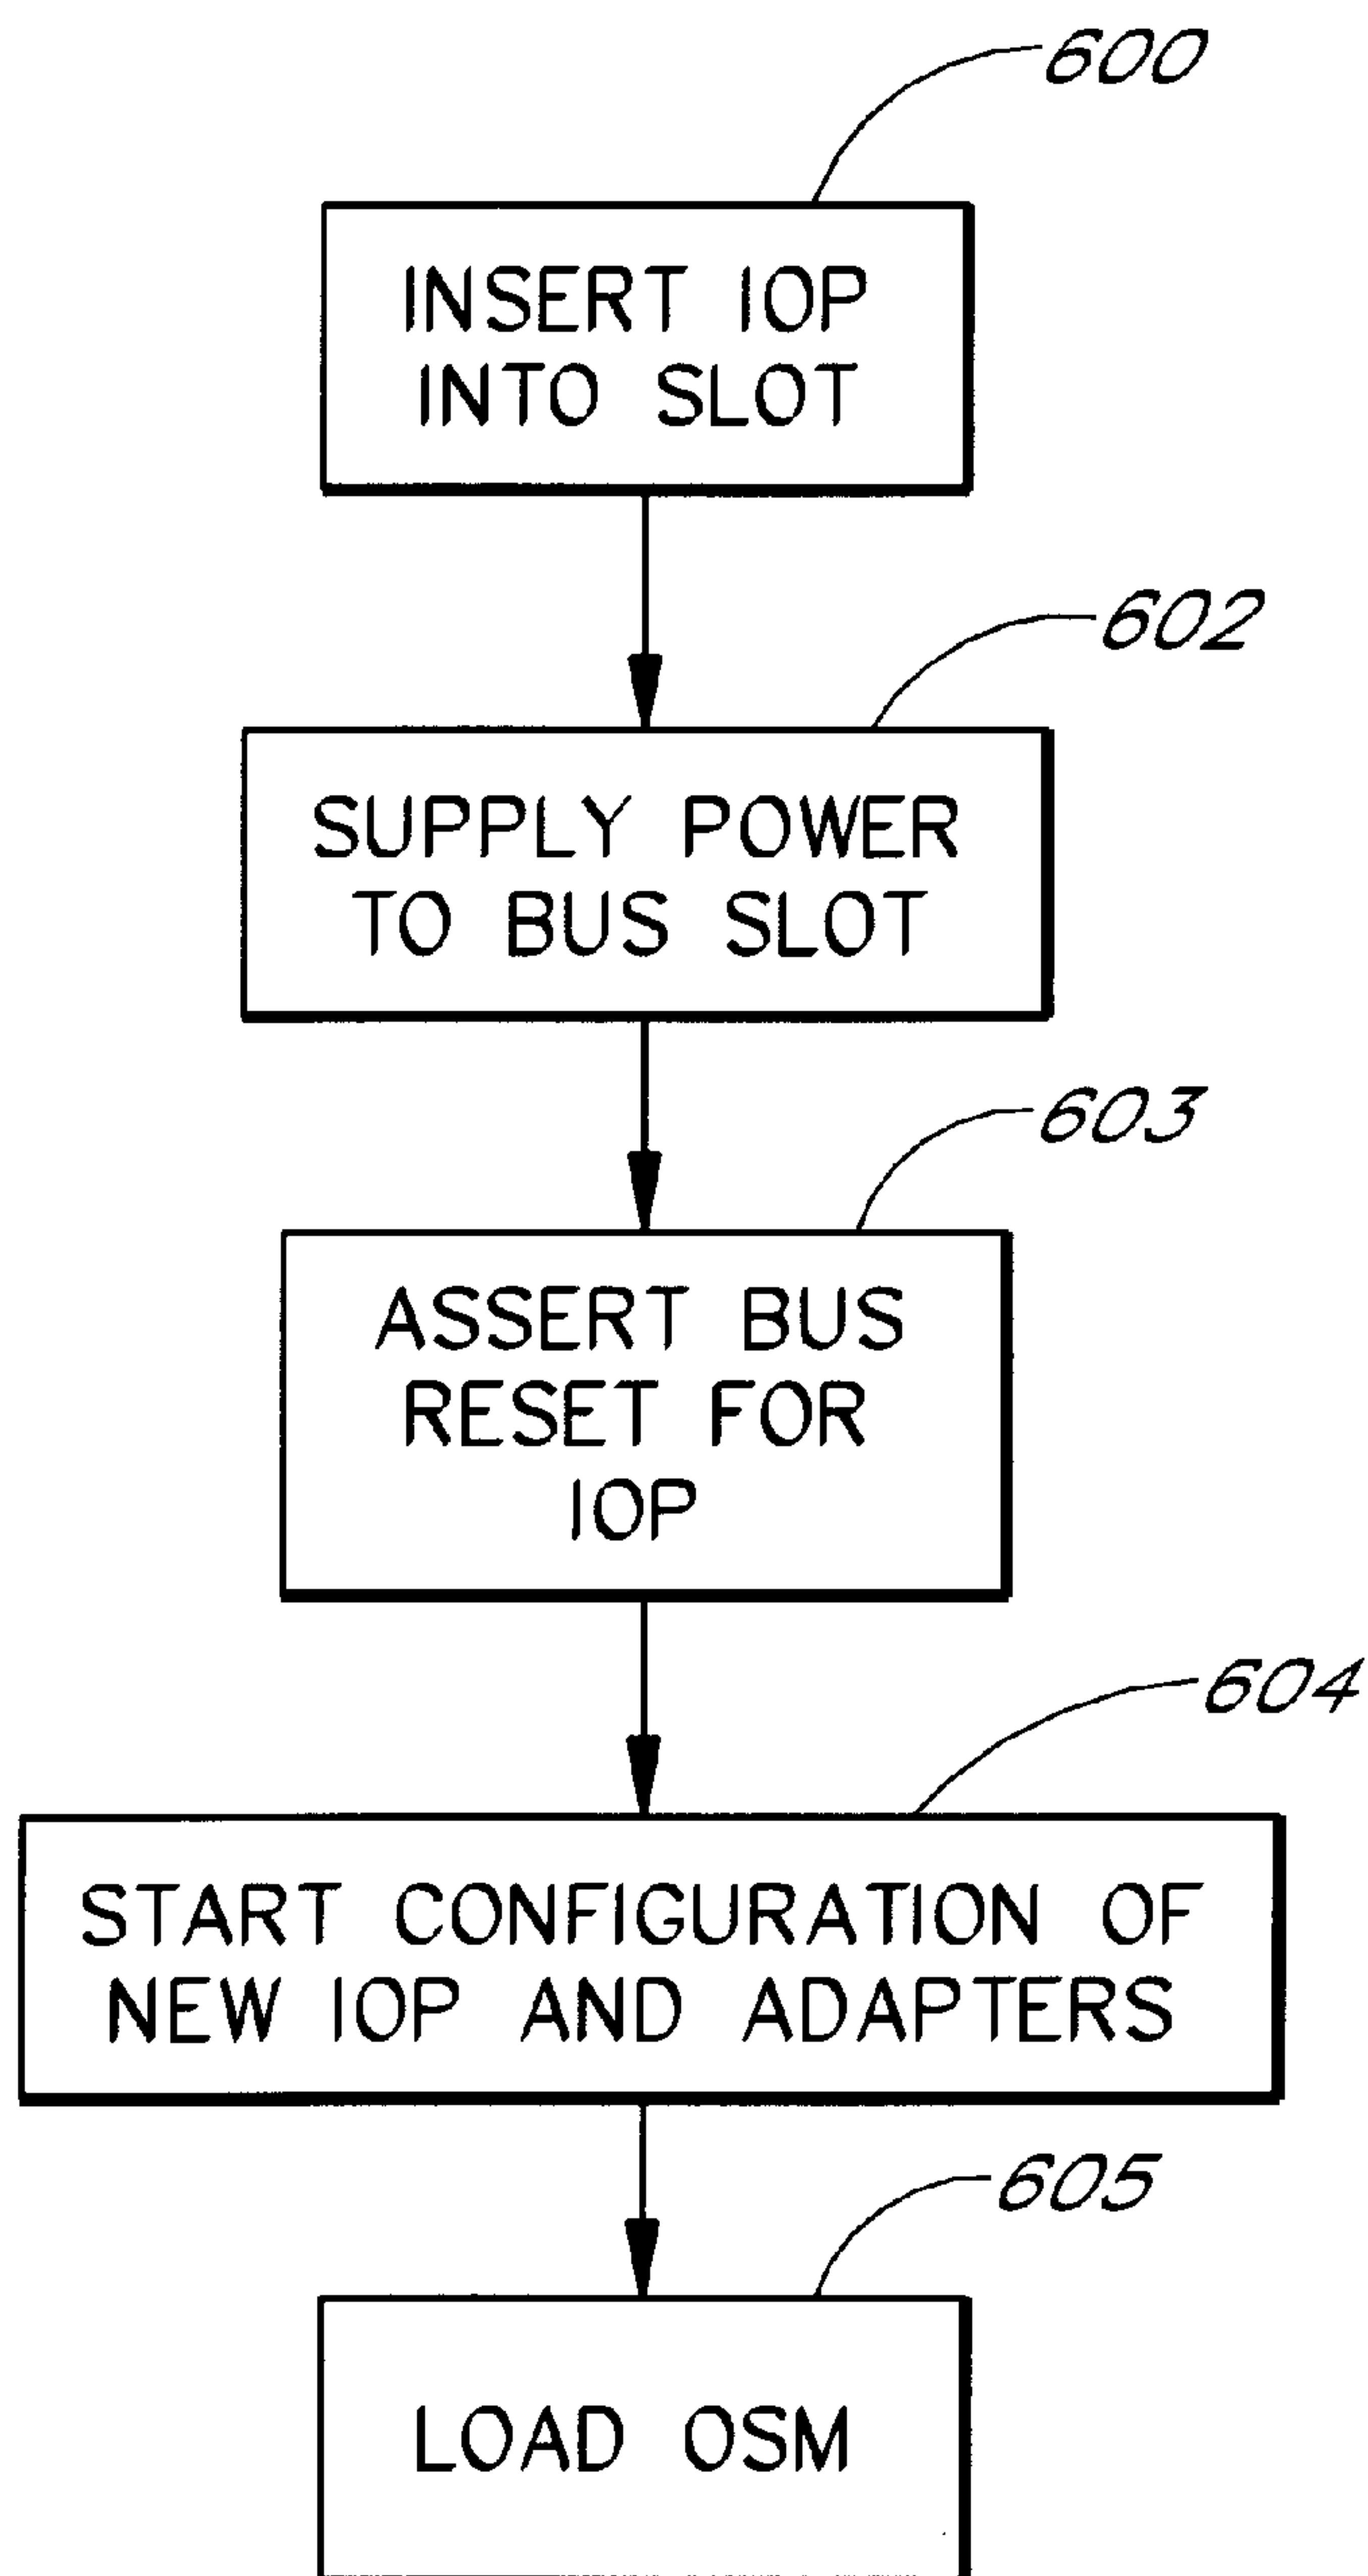 600
INSERT IOP
INTO SLOT
602
SUPPLY POWER
TO BUS SLOT
603
ASSERT BUS
RESET FOR
IOP
604
START CONFIGURATION OF
NEW IOP AND ADAPTERS
605
LOAD OSM